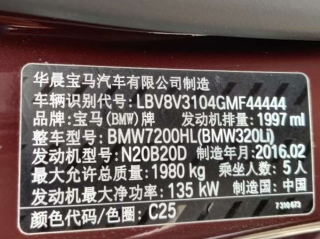 华晨宝马汽车有限公司制造
车辆识别代号: LBV8V3104GMF44444
品牌: 宝马(BMW)牌 发动机排量: 1997 ml
整车型号: BMW7200HL(BMW320Li)
发动机型号: N20B20D 制造年月: 2016.02
最大允许总质量: 1980 kg 乘坐人数: 5 人
发动机最大净功率: 135 kW 制造国: 中国
颜色代码/色圈: C25
7 310 673